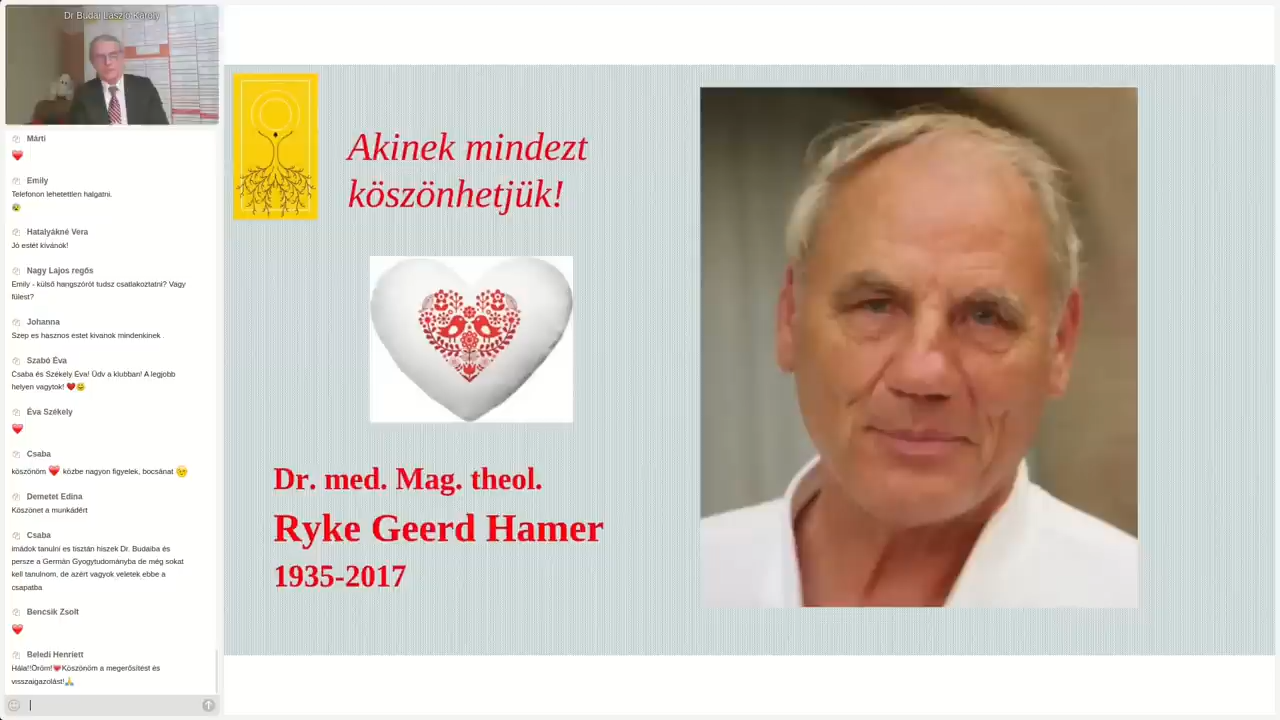 Dr Budai László Károly
Márti
Emily
Telefonon lehetettlen halgatni.
Hatalyákné Vera
Jó estét kívánok!
Nagy Lajos regős
Emily - külső hangszórót tudsz csatlakoztatni? Vagy
fülest?
Johanna
Szep es hasznos estet kivanok mindenkinek .
Szabó Éva
Csaba és Székely Éva! Üdv a klubban! A legjobb
helyen vagytok! ❤️🤗
Éva Székely
Csaba
köszönöm ❤️ közbe nagyon figyelek, bocsánat 😉
Demetet Edina
Köszönet a munkádért
Csaba
imádok tanulni es tisztán hiszek Dr. Budaiba és
persze a Germán Gyogytudományba de még sokat
kell tanulnom, de azért vagyok veletek ebbe a
csapatba
Bencsik Zsolt
Beledi Henriett
Hála!!Öröm!❤️Köszönöm a megerősítést és
visszaigazolást!🙏
Akinek mindezt
köszönhetjük!
Dr. med. Mag. theol.
Ryke Geerd Hamer
1935-2017